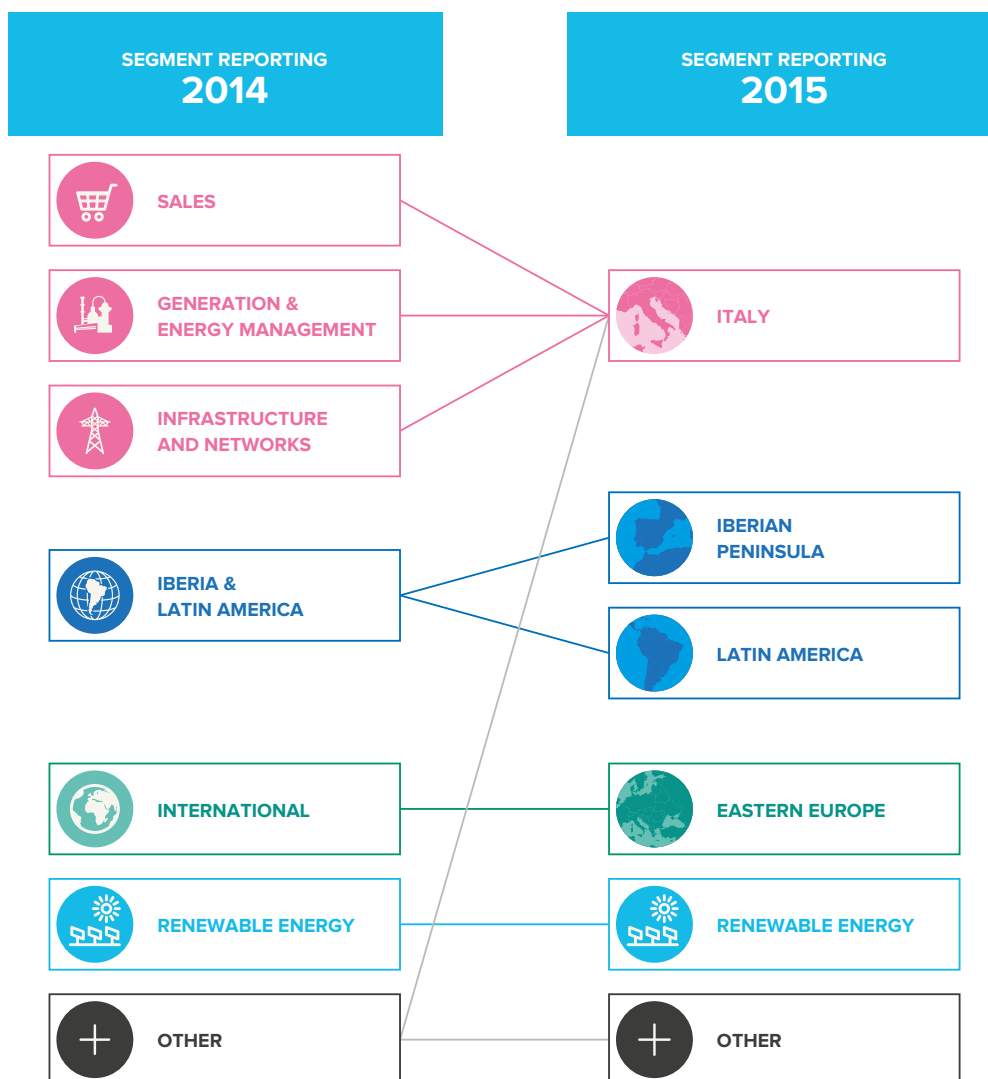 SEGMENT REPORTING
2014
SEGMENT REPORTING
2015
SALES
GENERATION &
ENERGY MANAGEMENT
INFRASTRUCTURE
AND NETWORKS
IBERIA &
LATIN AMERICA
INTERNATIONAL
RENEWABLE ENERGY
OTHER
ITALY
IBERIAN
PENINSULA
LATIN AMERICA
EASTERN EUROPE
RENEWABLE ENERGY
OTHER